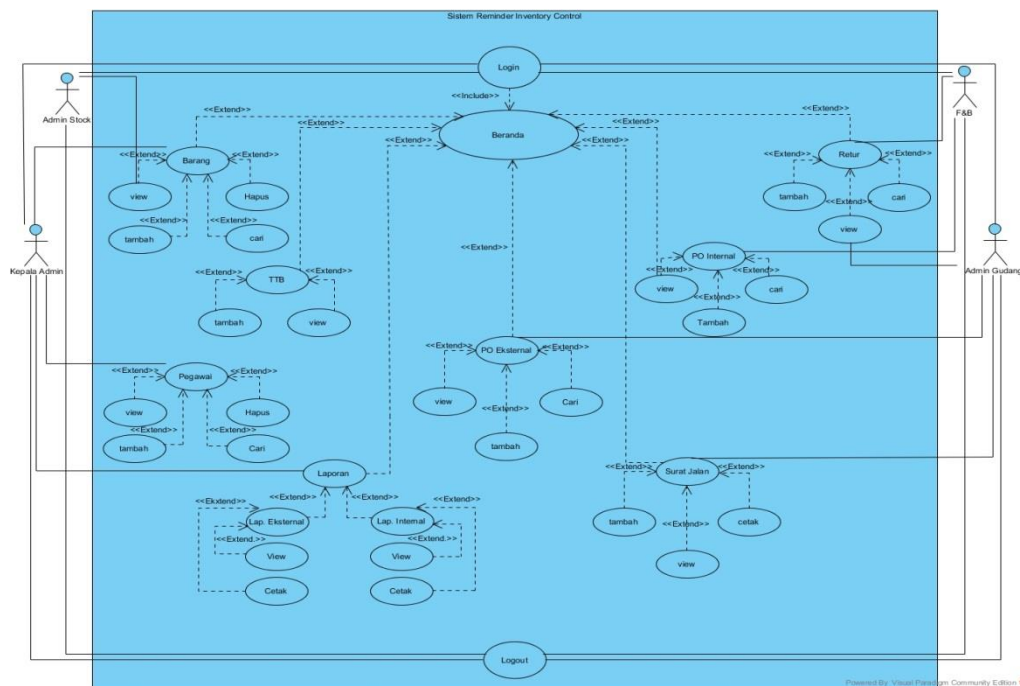 Sistem Reminder Inventory Control
Login
<<Include>>
Beranda
Admin Stock
F&B
Kepala Admin
Admin Gudang
<<Extend>>
<<Extend>>
<<Extend>>
<<Extend>>
<<Extend>>
<<Extend>>
<<Extend>>
<<Extend>>
Barang
<<Extend>>
<<Extend>>
view
Hapus
<<Extend>>
<<Extend>>
tambah
cari
Retur
<<Extend>>
<<Extend>>
tambah
cari
<<Extend>>
view
TTB
<<Extend>>
<<Extend>>
tambah
view
PO Internal
<<Extend>>
<<Extend>>
view
cari
<<Extend>>
Tambah
PO Eksternal
<<Extend>>
<<Extend>>
view
Cari
<<Extend>>
tambah
Pegawai
<<Extend>>
<<Extend>>
view
Hapus
<<Extend>>
<<Extend>>
tambah
Cari
Laporan
<<Ekxtend>>
<<Extend>>
<<Extend>>
<<Extend>>
Lap. Eksternal
Lap. Internal
<<Extend.>>
<<Extend.>>
View
View
Cetak
Cetak
Surat Jalan
<<Extend>>
<<Extend>>
tambah
cetak
<<Extend>>
view
Logout
Powered By Visual Paradigm Community Edition